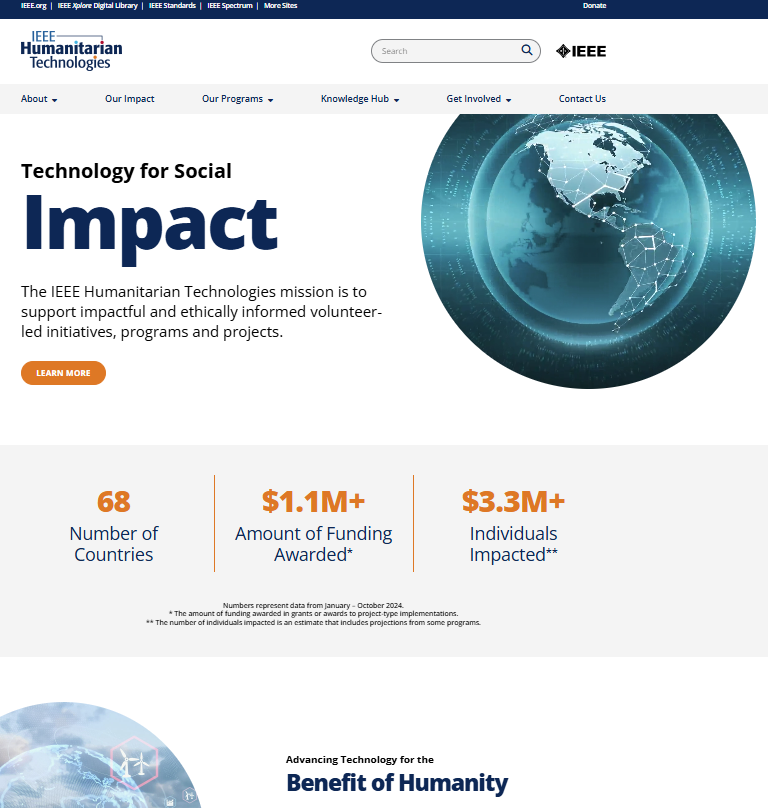 IEEE.org | IEEE Xplore Digital Library | IEEE Standards | IEEE Spectrum | More Sites
Donate
IEEE
Humanitarian
Technologies
Search
IEEE
About
Our Impact
Our Programs
Knowledge Hub
Get Involved
Contact Us
Technology for Social
Impact
The IEEE Humanitarian Technologies mission is to
support impactful and ethically informed volunteer-
led initiatives, programs and projects.
LEARN MORE
68
Number of
Countries
$1.1M+
Amount of Funding
Awarded*
$3.3M+
Individuals
Impacted**
Numbers represent data from January – October 2024.
* The amount of funding awarded in grants or awards to project-type implementations.
** The number of individuals impacted is an estimate that includes projections from some programs.
Advancing Technology for the
Benefit of Humanity